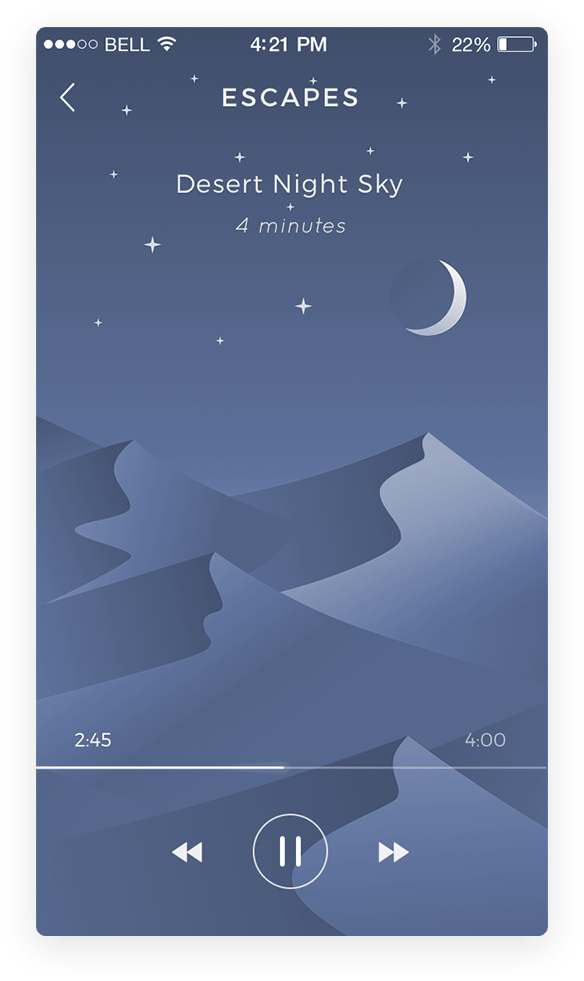 BELL 4:21 PM 22%
ESCAPES
Desert Night Sky
4 minutes
2:45 4:00